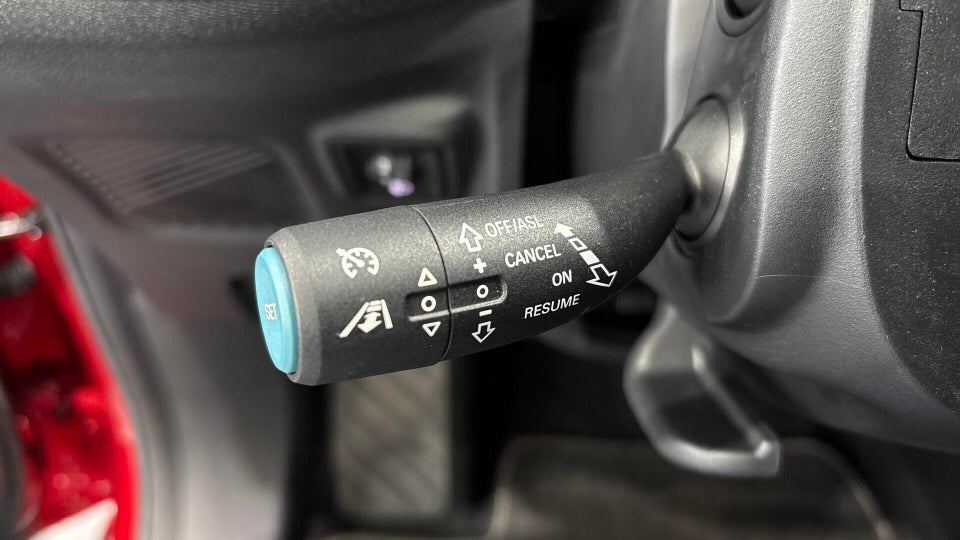 SET
OFF/ASL
CANCEL
+
ON
−
RESUME